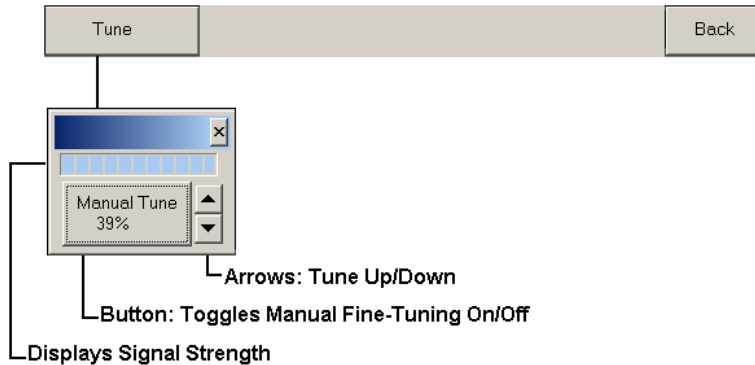 Tune
Back
Manual Tune
39%
Arrows: Tune Up/Down
Button: Toggles Manual Fine-Tuning On/Off
Displays Signal Strength